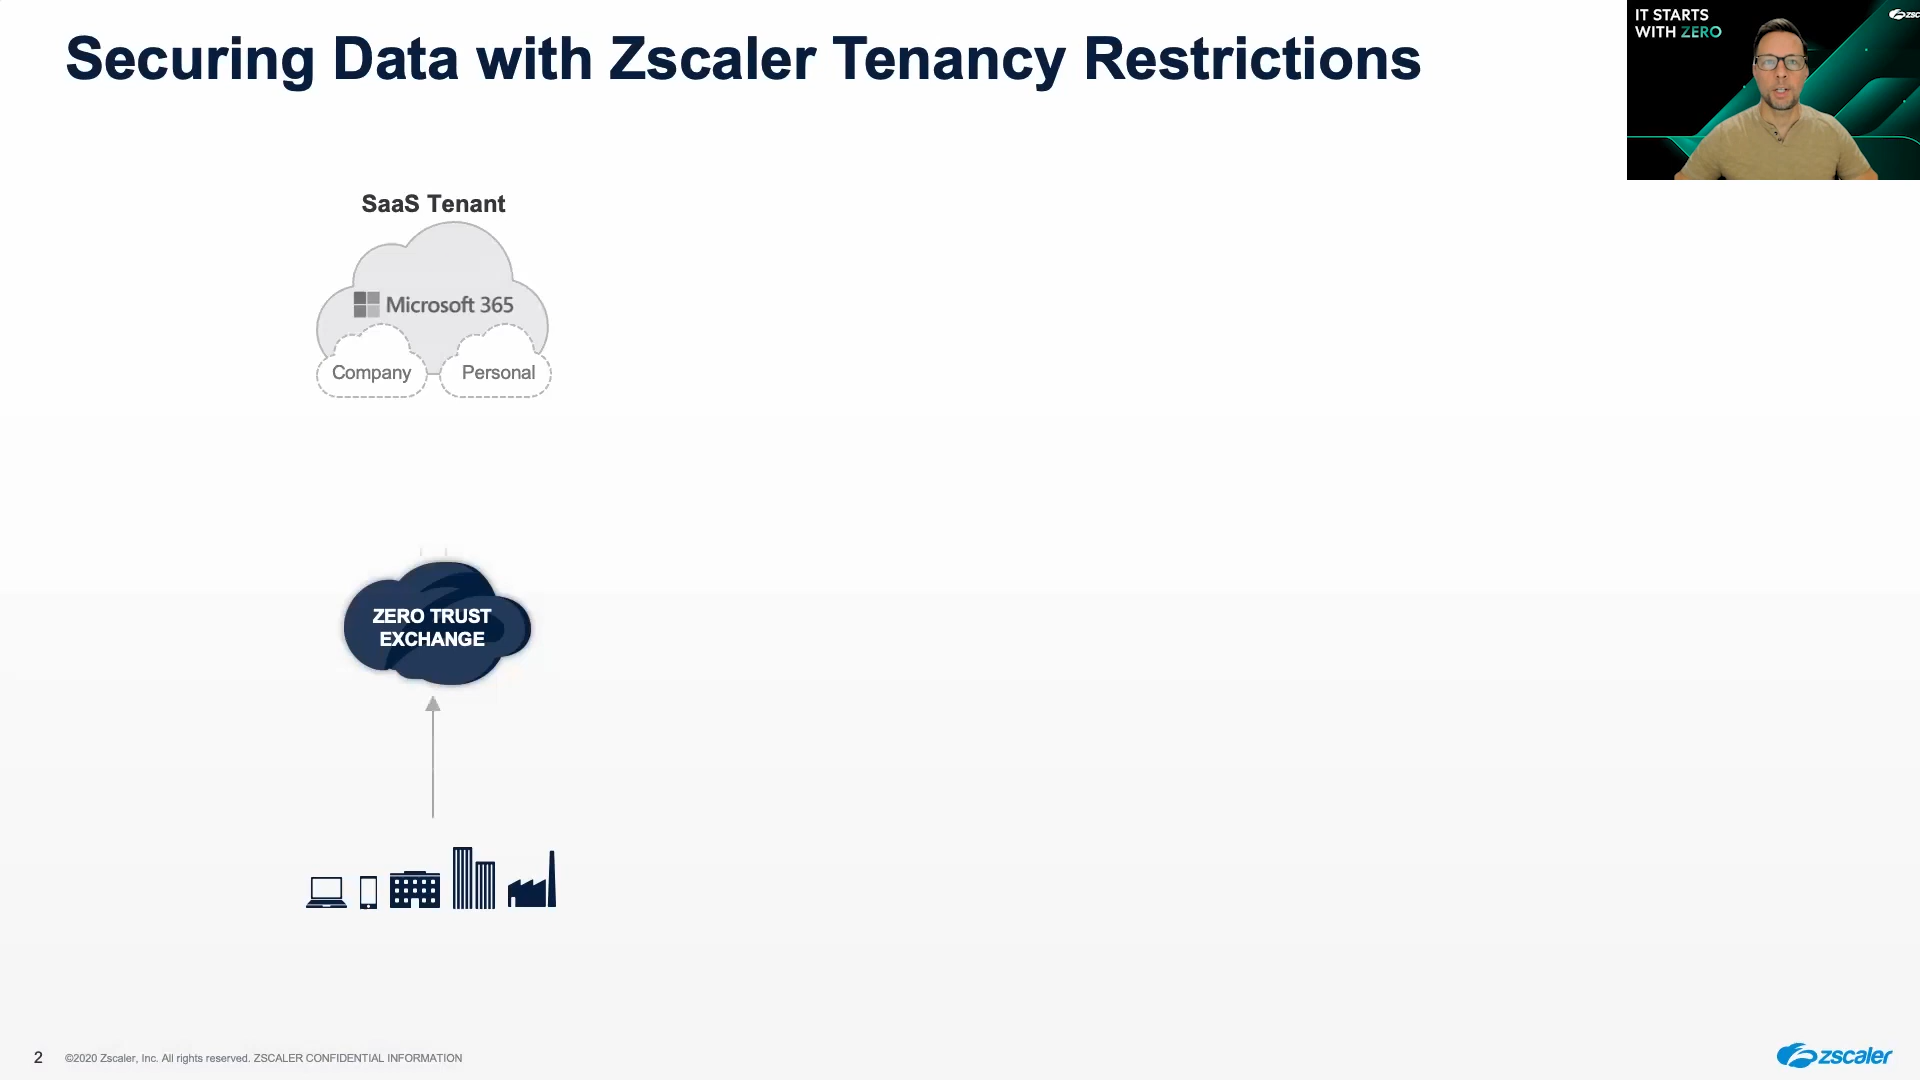 Securing Data with Zscaler Tenancy Restrictions
IT STARTS
WITH ZERO
SaaS Tenant
Microsoft 365
Company
Personal
ZERO TRUST
EXCHANGE
2
©2020 Zscaler, Inc. All rights reserved. ZSCALER CONFIDENTIAL INFORMATION
zscaler